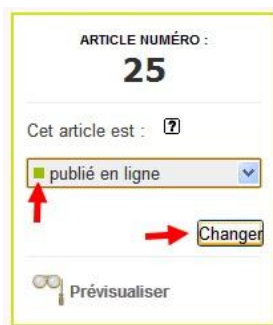 ARTICLE NUMÉRO :
25
Cet article est : ?
publié en ligne
Changer
Prévisualiser